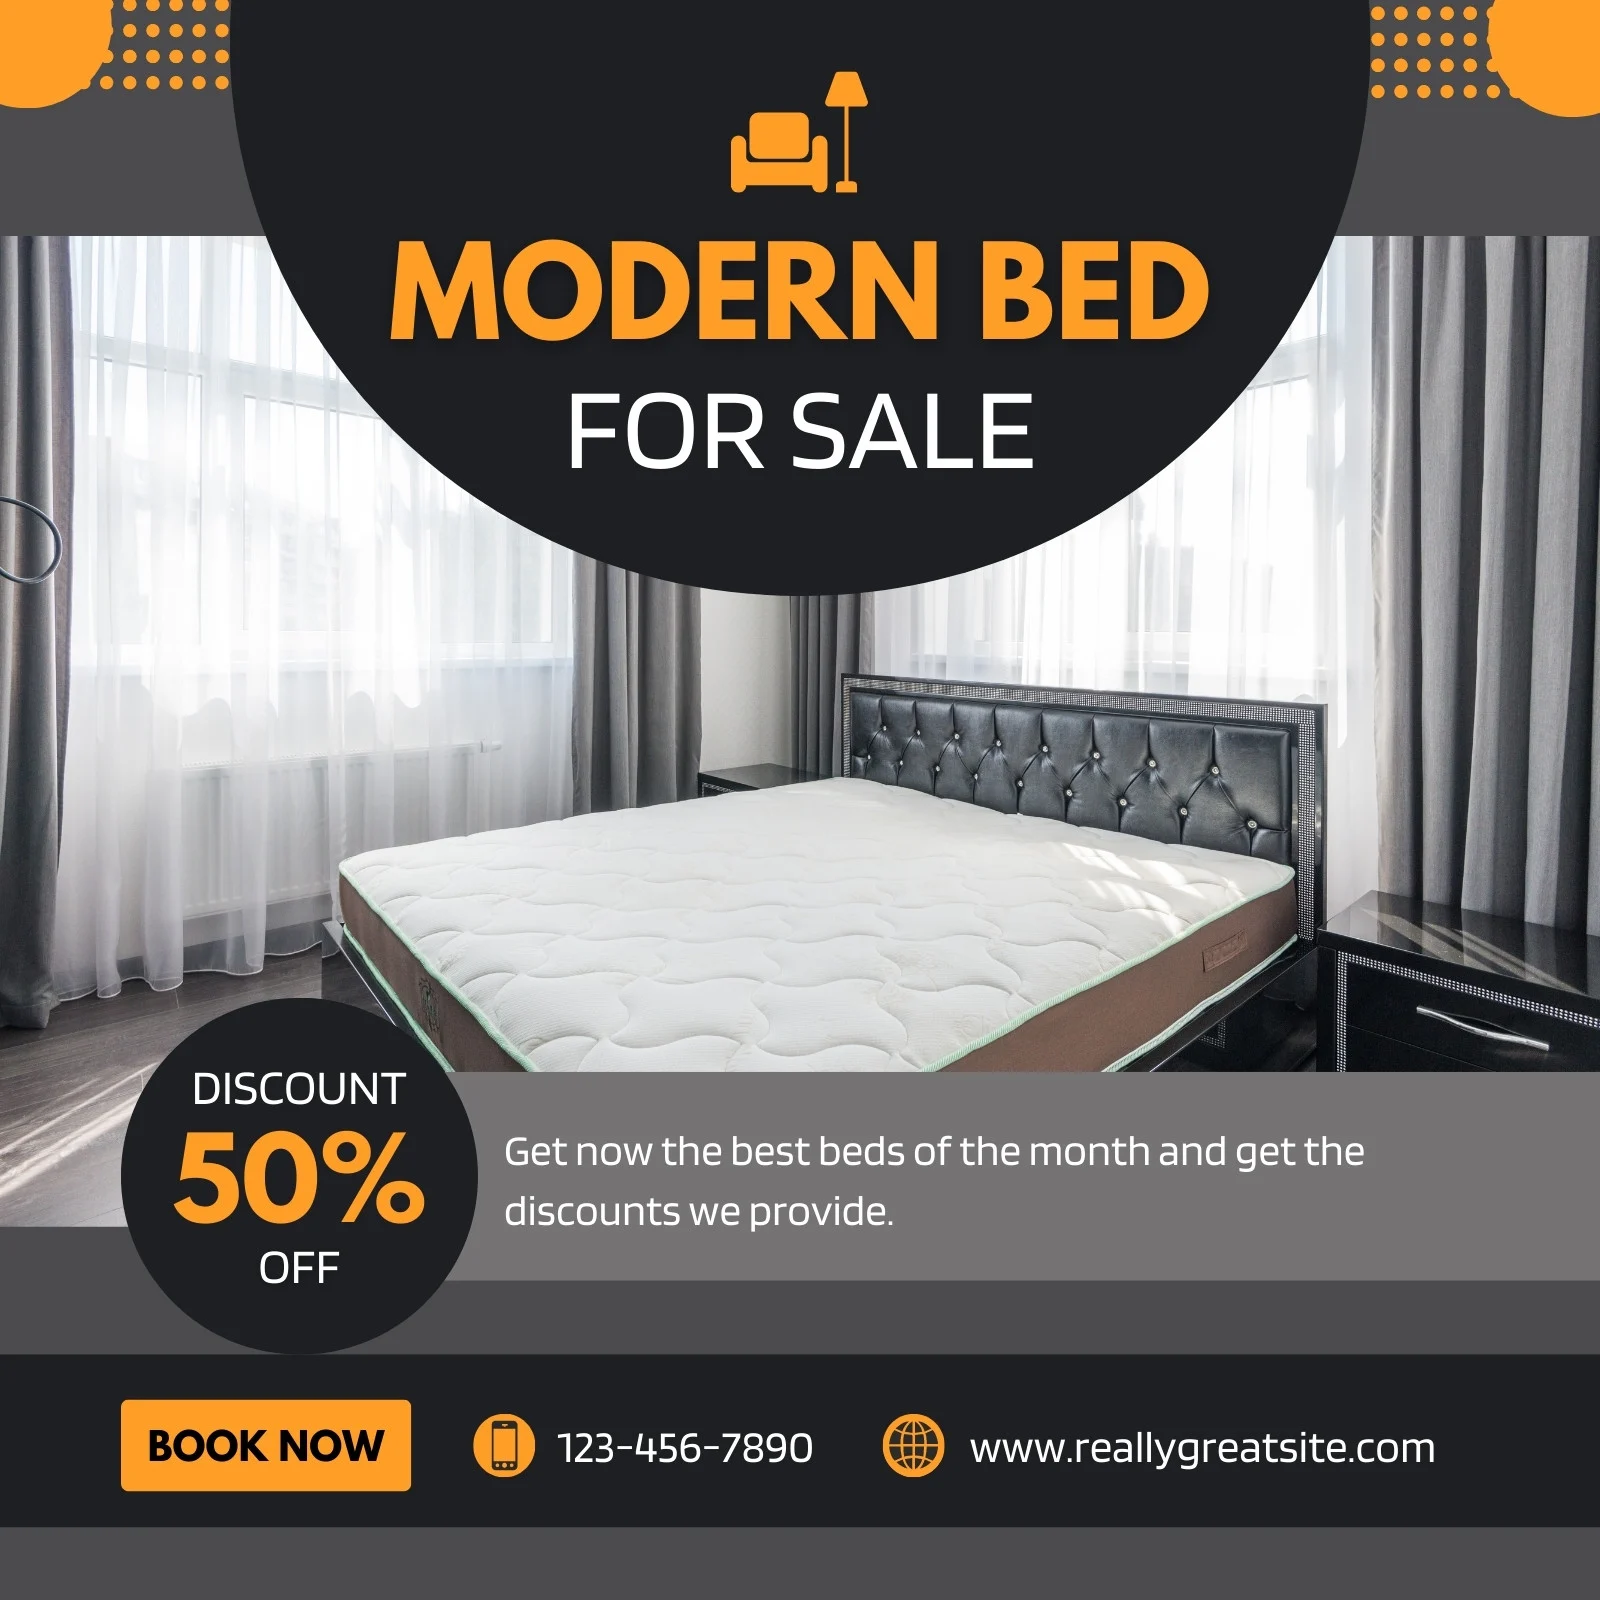 MODERN BED
FOR SALE
DISCOUNT
50%
OFF
Get now the best beds of the month and get the
discounts we provide.
BOOK NOW
123-456-7890
www.reallygreatsite.com